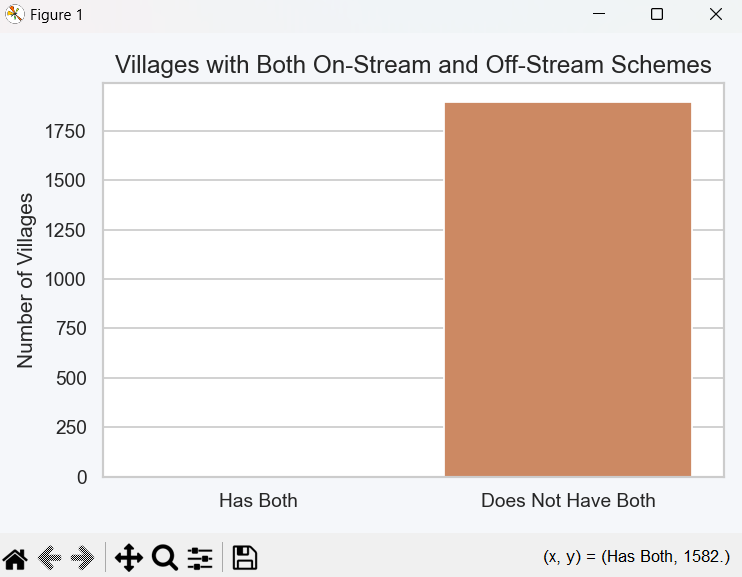 Figure 1
Villages with Both On-Stream and Off-Stream Schemes
Number of Villages
1750
1500
1250
1000
750
500
250
0
Has Both
Does Not Have Both
(x, y) = (Has Both, 1582.)